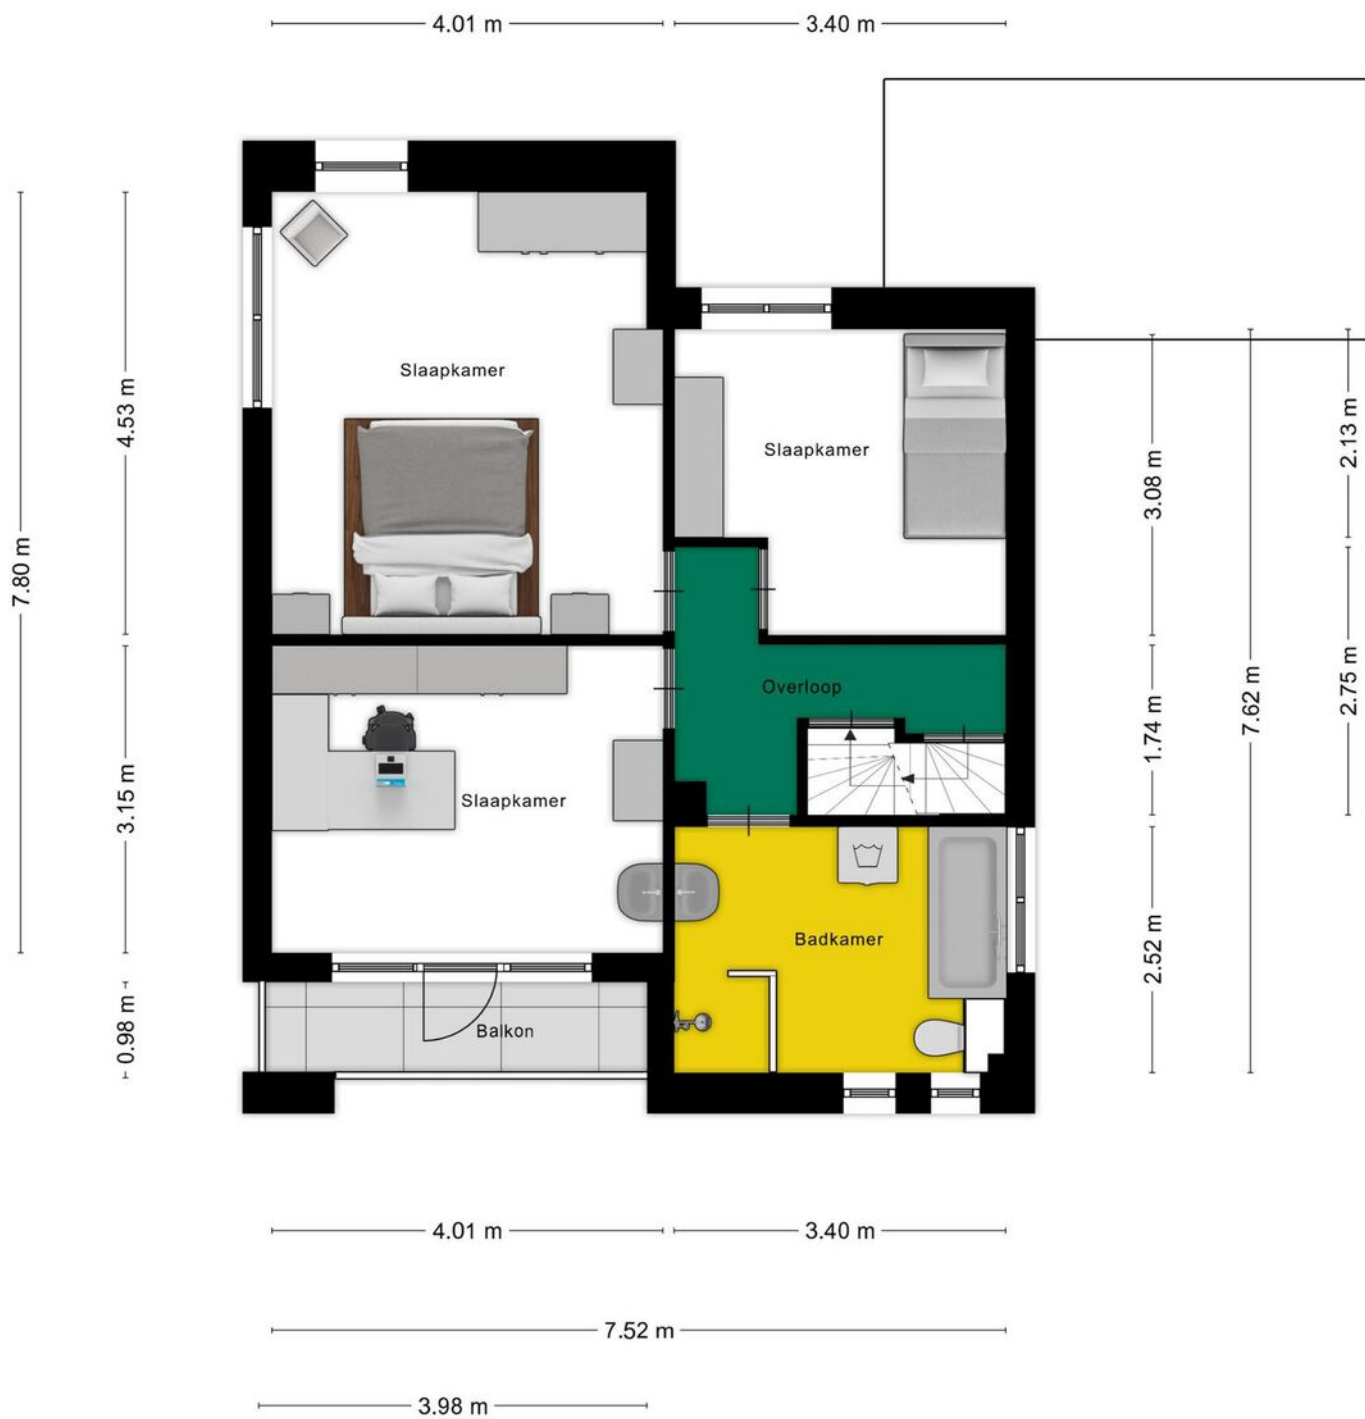 4.01 m
3.40 m
Slaapkamer
4.53 m
2.13 m
Slaapkamer
3.08 m
7.80 m
2.75 m
7.62 m
Overloop
1.74 m
3.15 m
Slaapkamer
Badkamer
2.52 m
0.98 m
Balkon
4.01 m
3.40 m
7.52 m
3.98 m